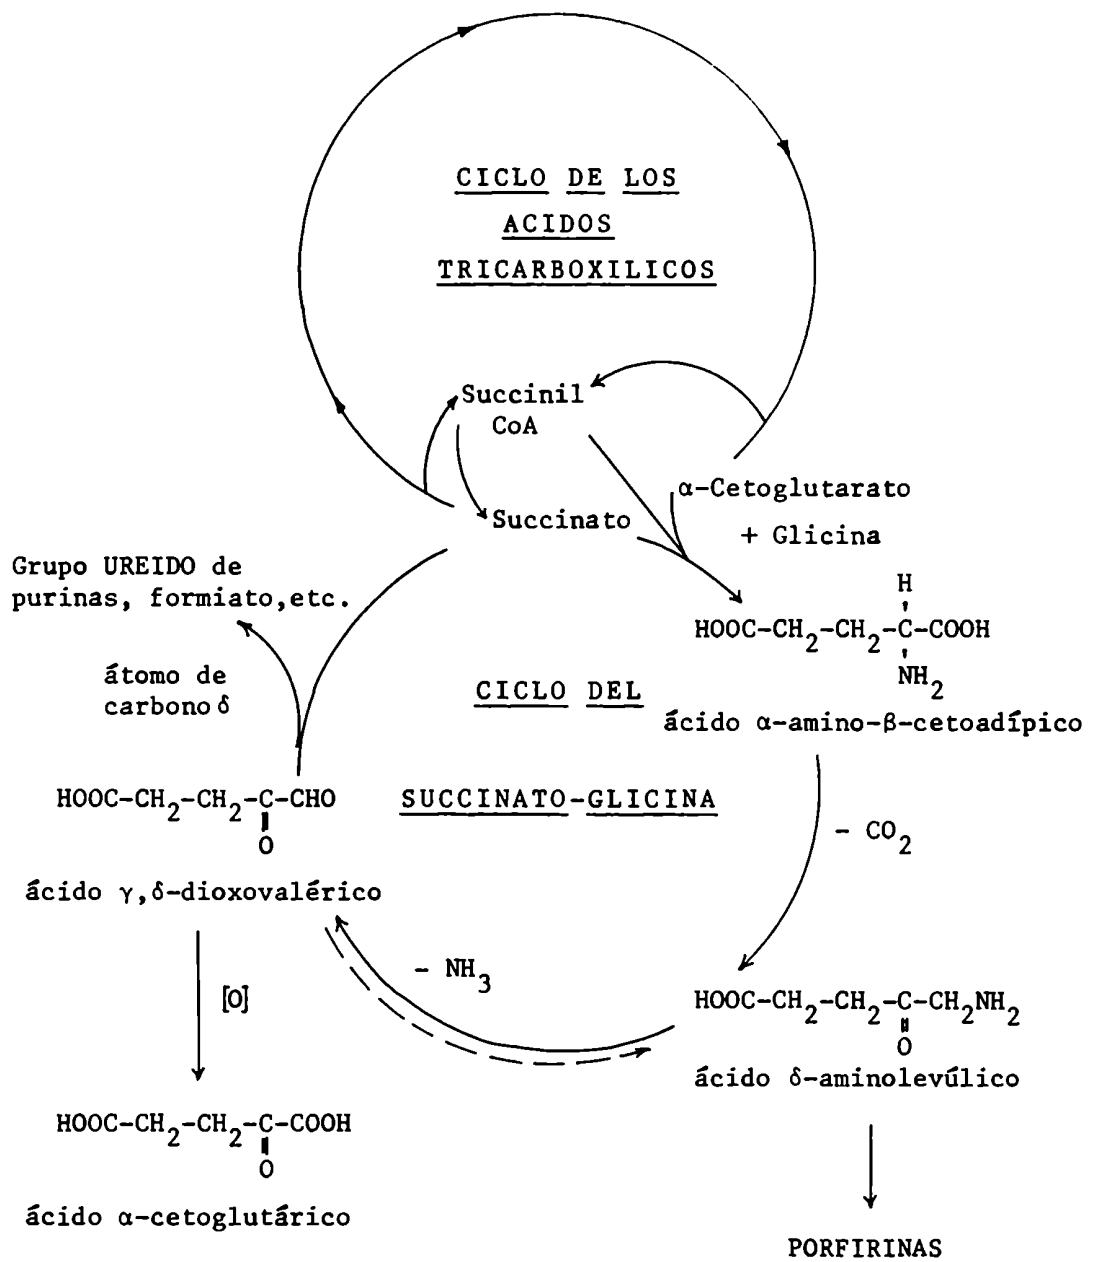 CICLO DE LOS
ACIDOS
TRICARBOXILICOS
Succinil
CoA
α-Cetoglutarato
Succinato
+ Glicina
Grupo UREIDO de
purinas, formiato,etc.
H
HOOC-CH2-CH2-C-COOH
NH2
átomo de
carbono δ
CICLO DEL
ácido α-amino-β-cetoadípico
HOOC-CH2-CH2-C-CHO
O
SUCCINATO-GLICINA
- CO2
ácido γ,δ-dioxovalérico
- NH3
[O]
HOOC-CH2-CH2-C-CH2NH2
O
ácido δ-aminolevúlico
HOOC-CH2-CH2-C-COOH
O
ácido α-cetoglutárico
PORFIRINAS